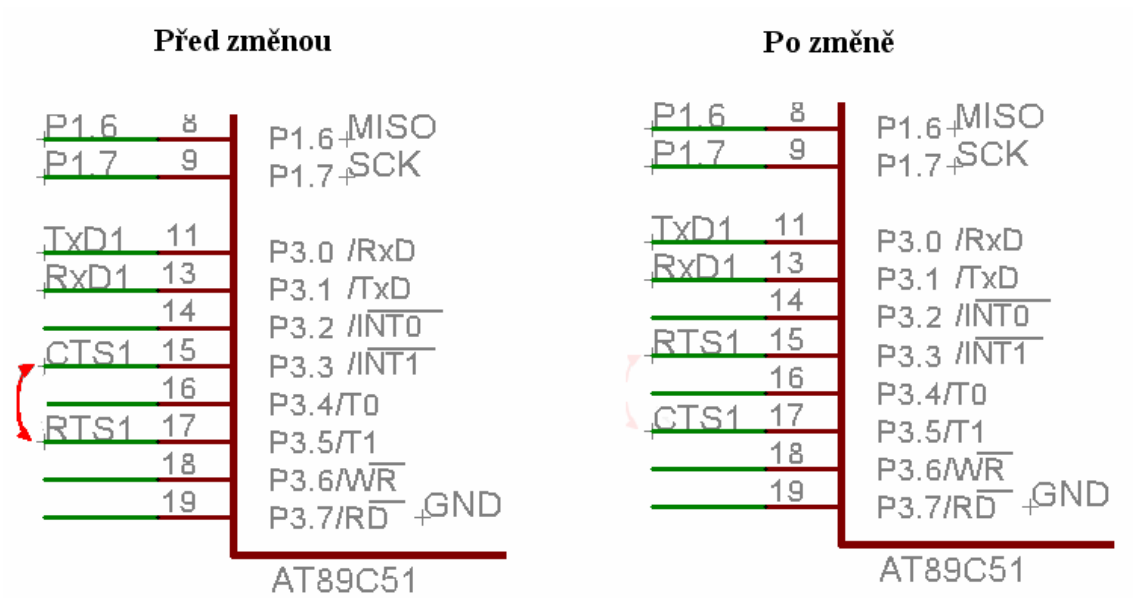 Před změnou
P1.6 8 P1.6 MISO
P1.7 9 P1.7 SCK
TxD1 11 P3.0 /RxD
RxD1 13 P3.1 /TxD
14 P3.2 /INT0
CTS1 15 P3.3 /INT1
16 P3.4/T0
RTS1 17 P3.5/T1
18 P3.6/WR
19 P3.7/RD GND
AT89C51
Po změně
P1.6 8 P1.6 MISO
P1.7 9 P1.7 SCK
TxD1 11 P3.0 /RxD
RxD1 13 P3.1 /TxD
14 P3.2 /INT0
RTS1 15 P3.3 /INT1
16 P3.4/T0
CTS1 17 P3.5/T1
18 P3.6/WR
19 P3.7/RD GND
AT89C51